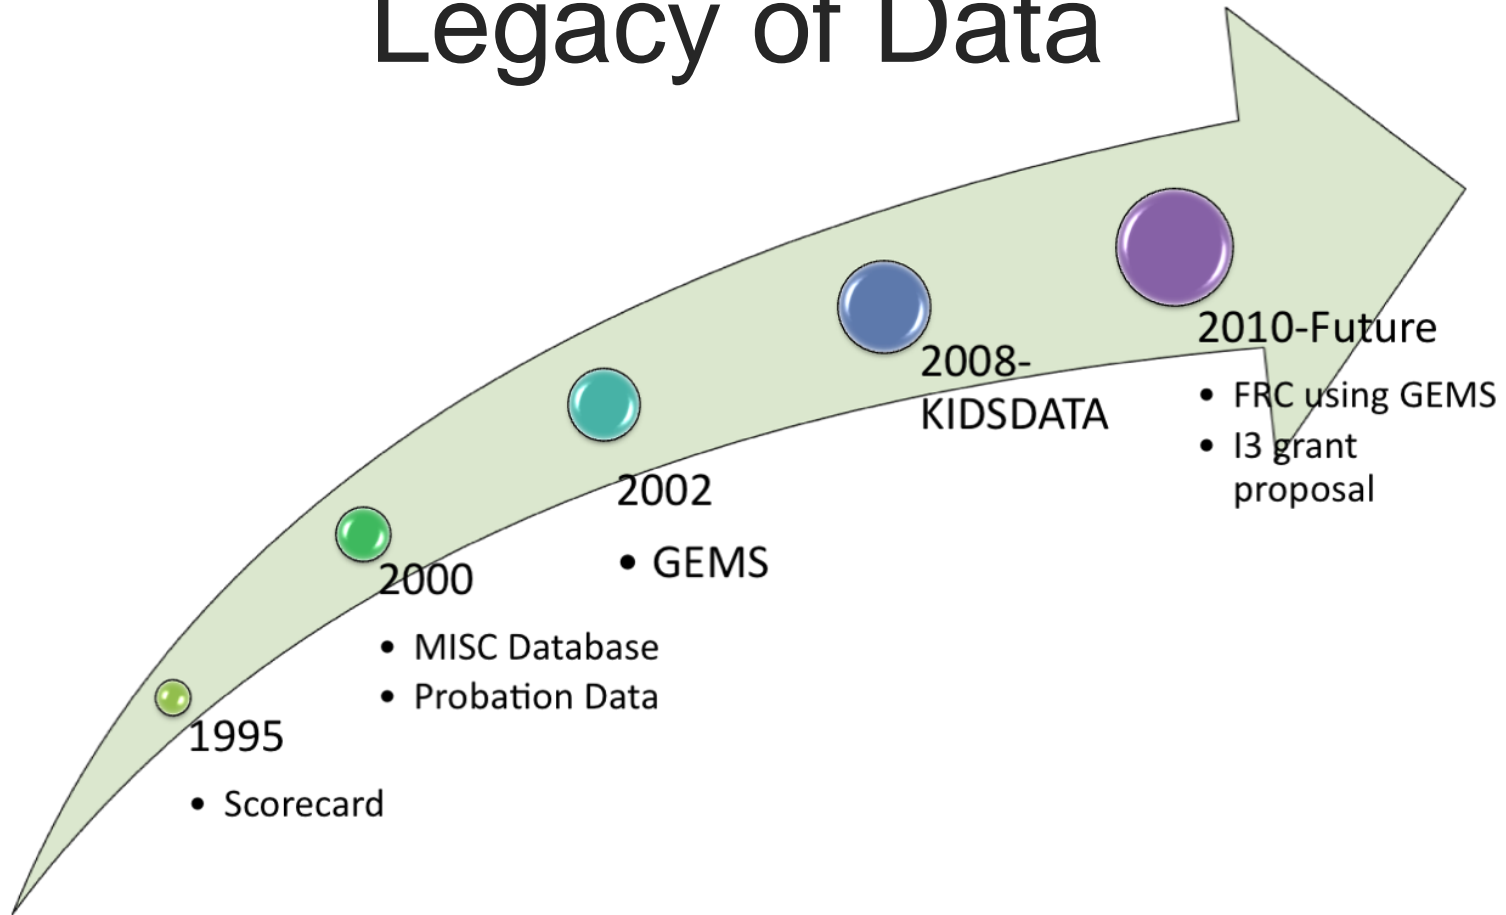 Legacy of Data
1995
• Scorecard
2000
• MISC Database
• Probation Data
2002
• GEMS
2008-
KIDSDATA
2010-Future
• FRC using GEMS
• I3 grant
proposal